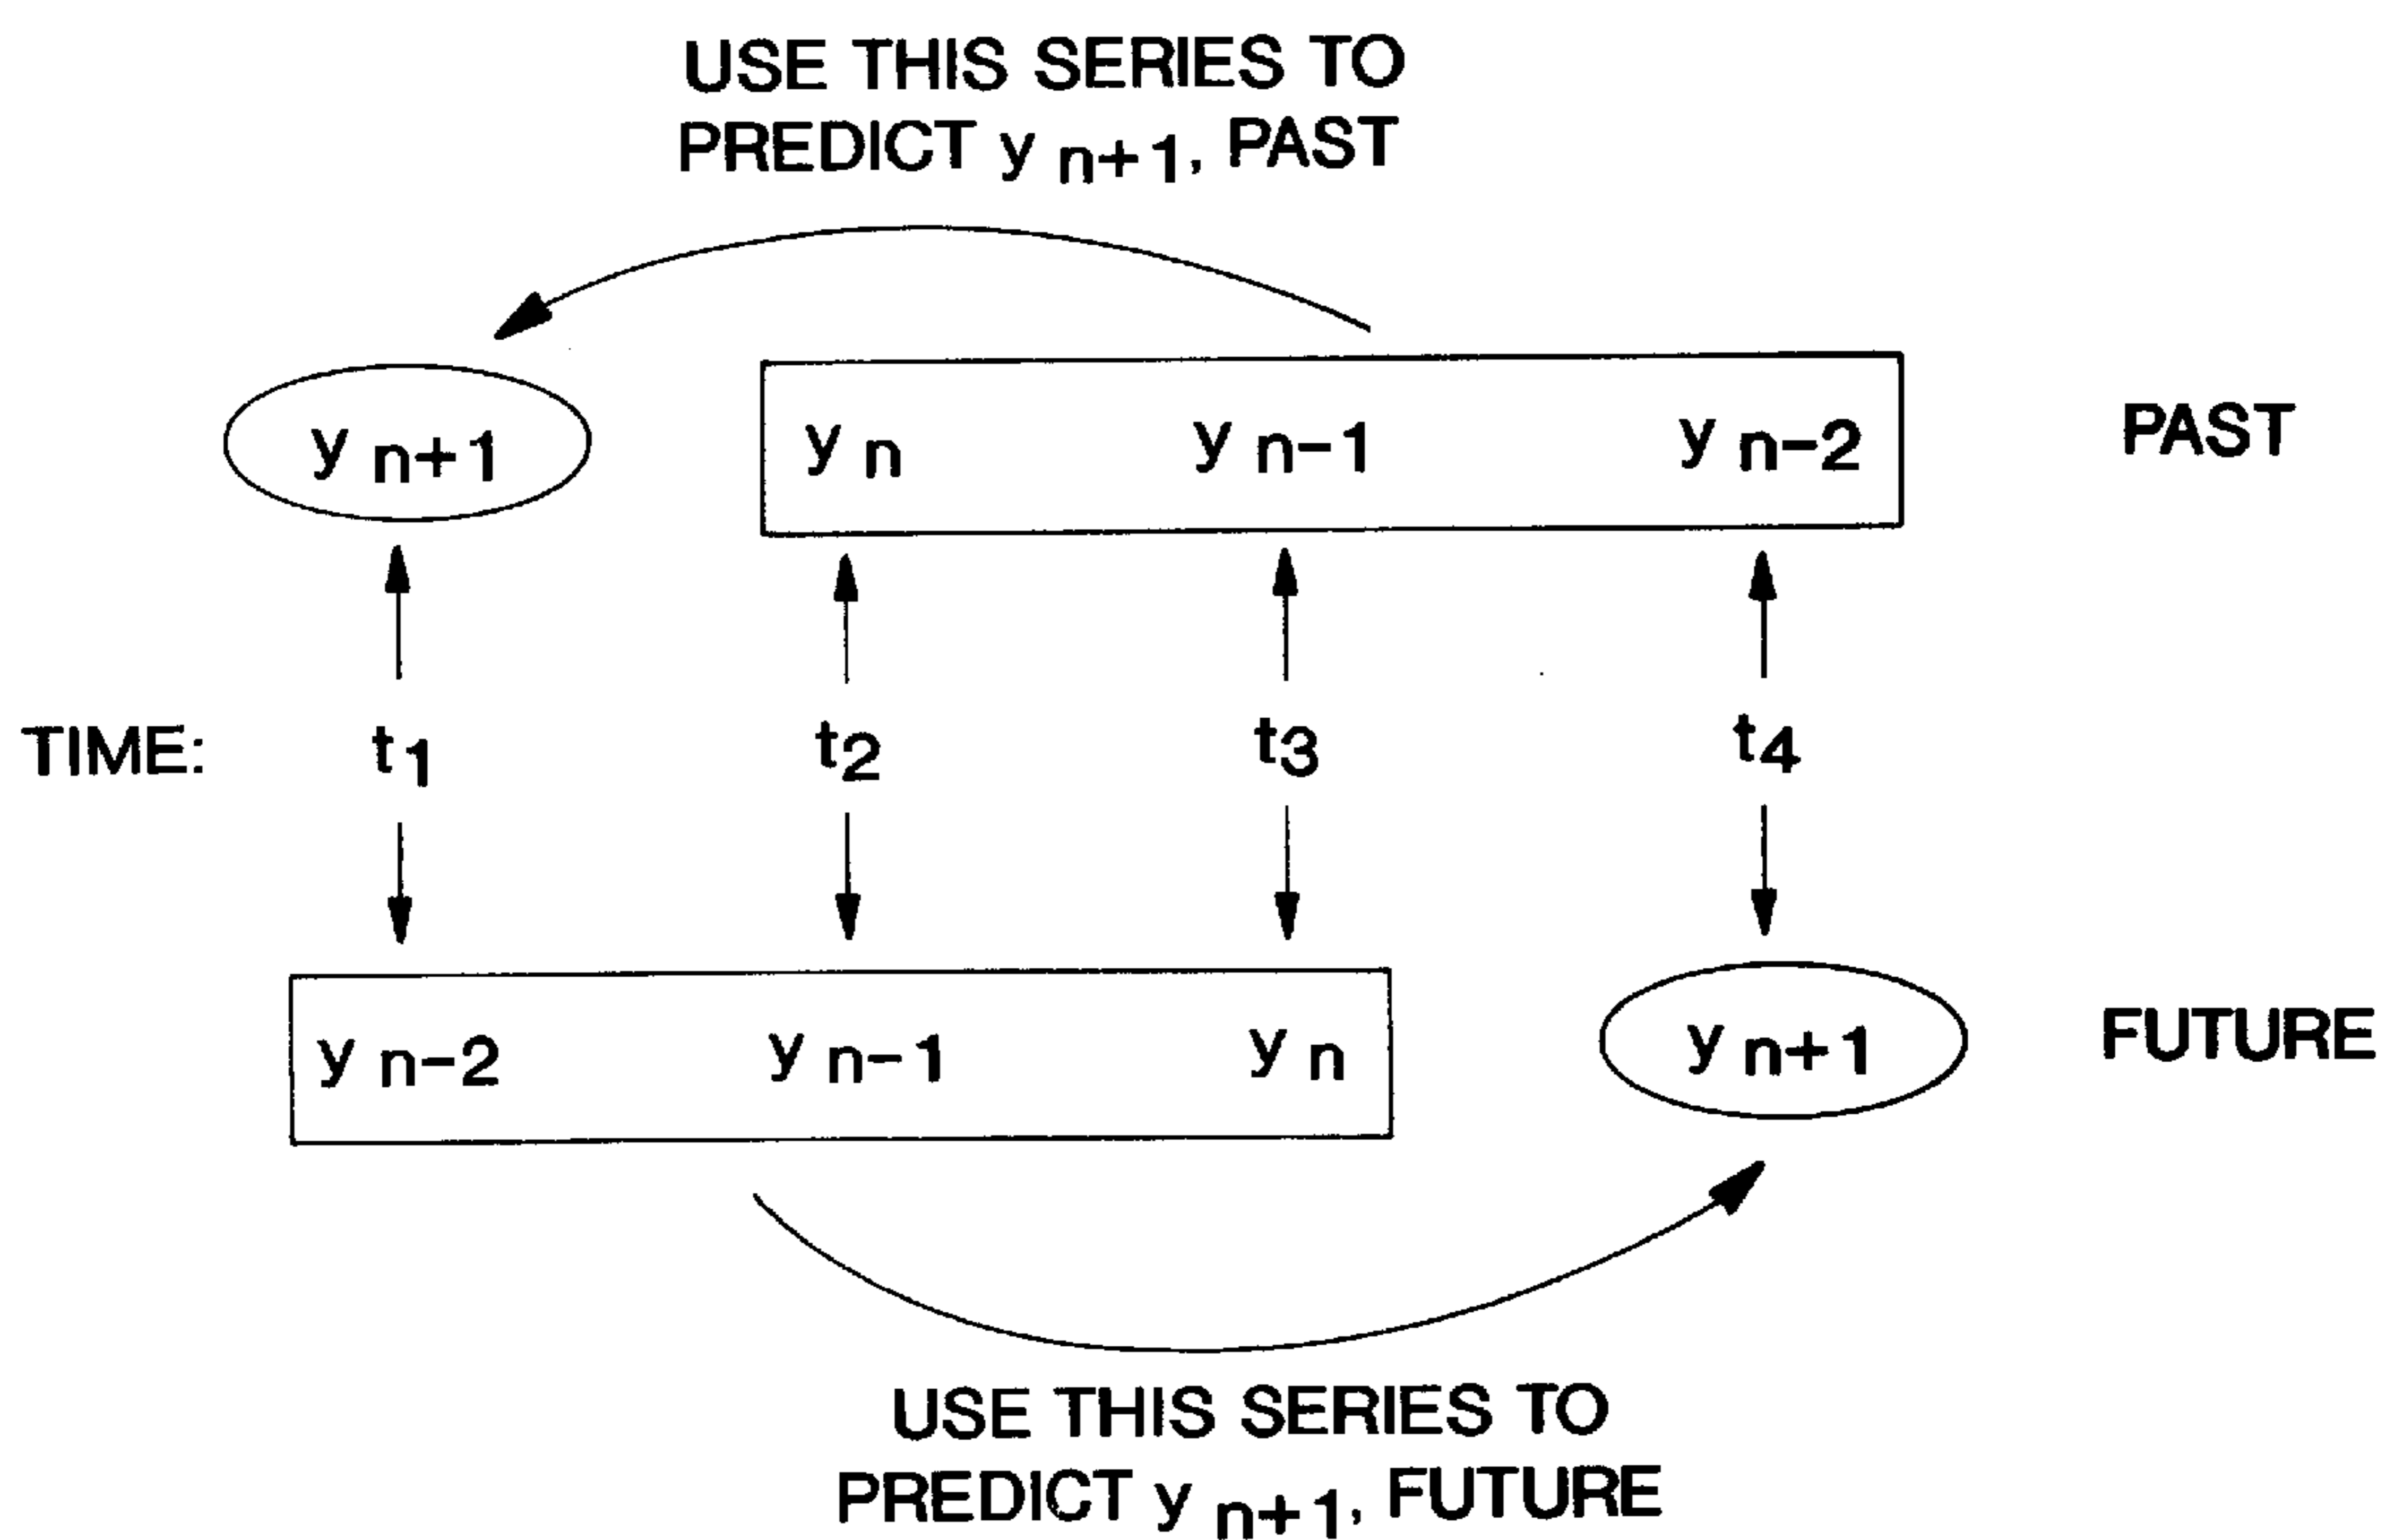 USE THIS SERIES TO
PREDICT y n+1, PAST
y n+1 y n y n-1 y n-2 PAST
TIME: t1 t2 t3 t4
y n-2 y n-1 y n y n+1 FUTURE
USE THIS SERIES TO
PREDICT y n+1, FUTURE